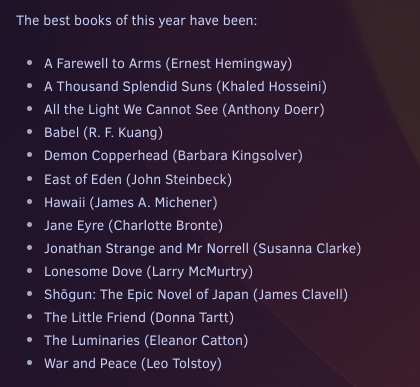 The best books of this year have been:
• A Farewell to Arms (Ernest Hemingway)
• A Thousand Splendid Suns (Khaled Hosseini)
• All the Light We Cannot See (Anthony Doerr)
• Babel (R. F. Kuang)
• Demon Copperhead (Barbara Kingsolver)
• East of Eden (John Steinbeck)
• Hawaii (James A. Michener)
• Jane Eyre (Charlotte Bronte)
• Jonathan Strange and Mr Norrell (Susanna Clarke)
• Lonesome Dove (Larry McMurtry)
• Shōgun: The Epic Novel of Japan (James Clavell)
• The Little Friend (Donna Tartt)
• The Luminaries (Eleanor Catton)
• War and Peace (Leo Tolstoy)